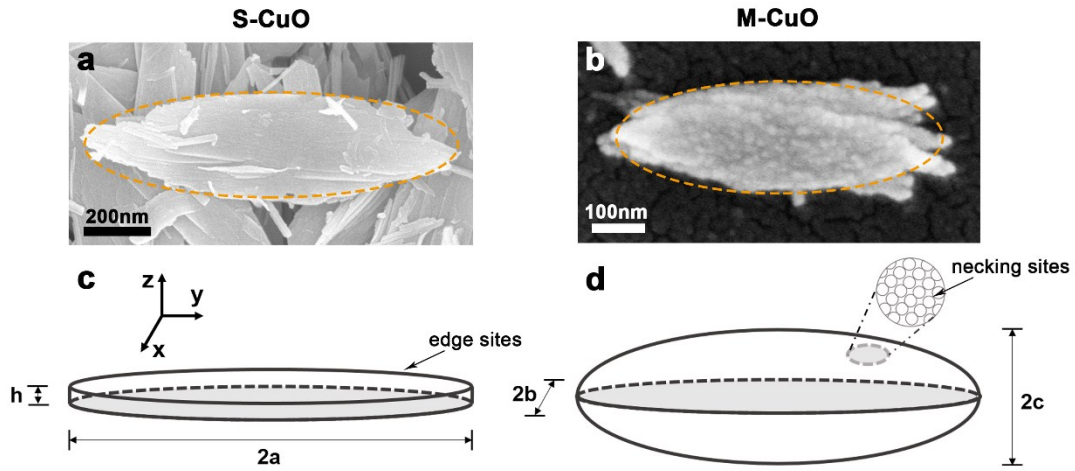 S-CuO
M-CuO
a
200nm
b
100nm
c
z
y
x
edge sites
h
2a
d
necking sites
2b
2c